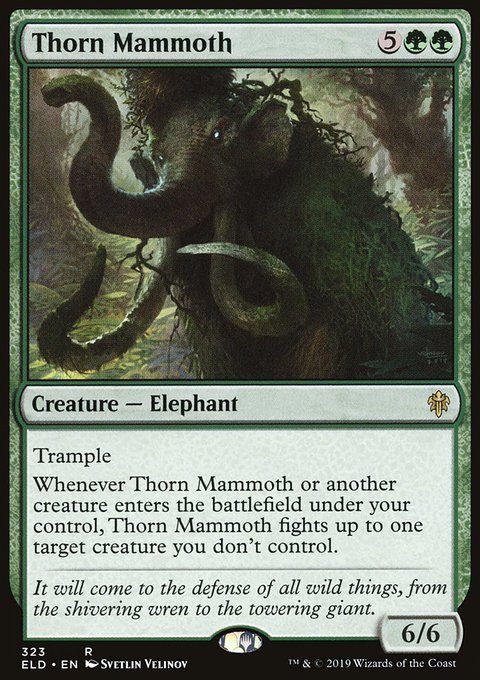 Thorn Mammoth 5
Creature — Elephant
Trample
Whenever Thorn Mammoth or another
creature enters the battlefield under your
control, Thorn Mammoth fights up to one
target creature you don't control.
It will come to the defense of all wild things, from
the shivering wren to the towering giant.
6/6
323 R
ELD • EN Svetlin Velinov
™ & © 2019 Wizards of the Coast